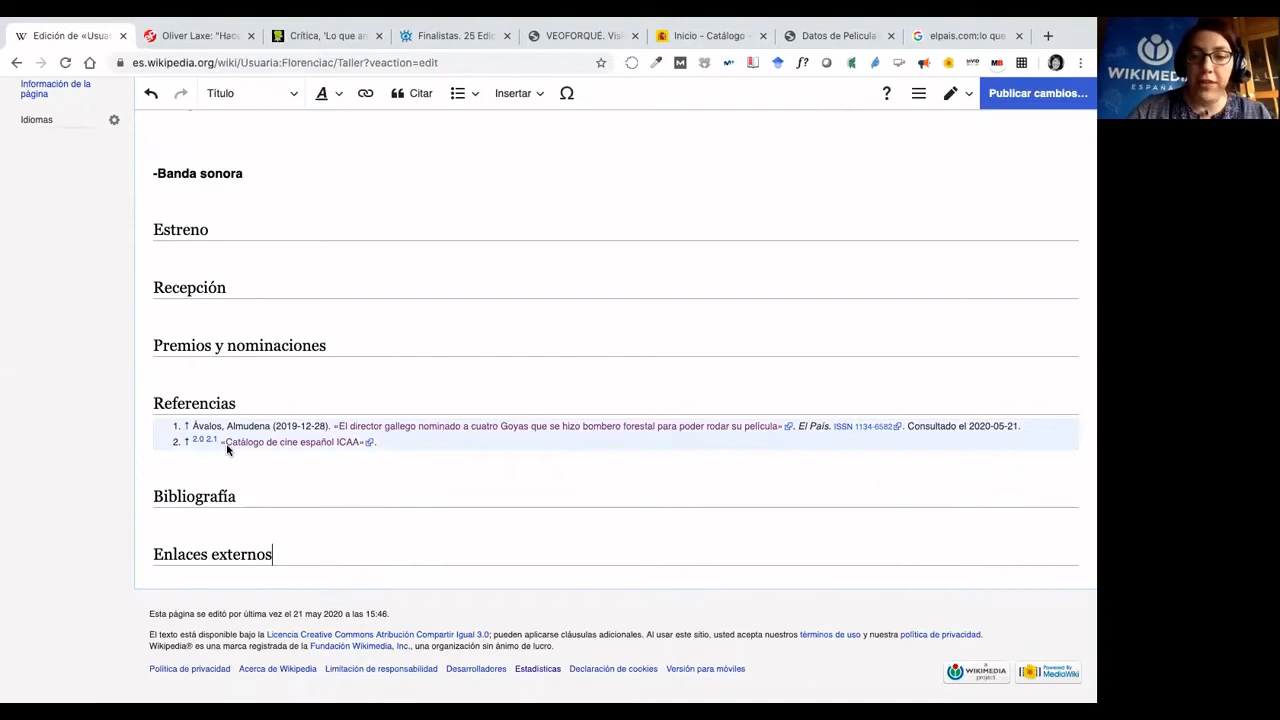 Edición de «Usua
Oliver Laxe: "Hace
Crítica, 'Lo que ar
Finalistas. 25 Edic
VEOFORQUÉ. Visi
Inicio - Catálogo
Datos de Película
elpais.com:lo que
es.wikipedia.org/wiki/Usuaria:Florenciac/Taller?veaction=edit
Información de la
página
Idiomas
Título
A
Citar
Insertar
Ω
?
Publicar cambios...
WIKIMEDIA
ESPAÑA
-Banda sonora
Estreno
Recepción
Premios y nominaciones
Referencias
1. ↑ Ávalos, Almudena (2019-12-28). «El director gallego nominado a cuatro Goyas que se hizo bombero forestal para poder rodar su película». El País. ISSN 1134-6582. Consultado el 2020-05-21.
2. ↑ 2.0 2.1 «Catálogo de cine español ICAA».
Bibliografía
Enlaces externos
Esta página se editó por última vez el 21 may 2020 a las 15:46.
El texto está disponible bajo la Licencia Creative Commons Atribución Compartir Igual 3.0; pueden aplicarse cláusulas adicionales. Al usar este sitio, usted acepta nuestros términos de uso y nuestra política de privacidad.
Wikipedia® es una marca registrada de la Fundación Wikimedia, Inc., una organización sin ánimo de lucro.
Política de privacidad Acerca de Wikipedia Limitación de responsabilidad Desarrolladores Estadísticas Declaración de cookies Versión para móviles
a WIKIMEDIA project
Powered By MediaWiki